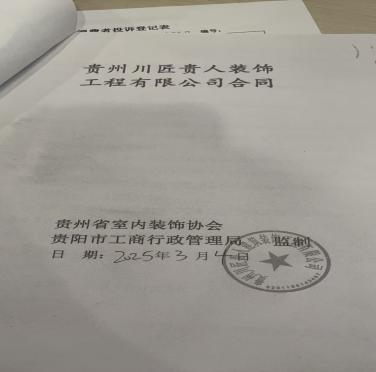 消费者投诉登记表
编号:
贵州川匠贵人装饰
工程有限公司合同
贵州省室内装饰协会
贵阳市工商行政管理局 监制
日 期:2025年3月4日